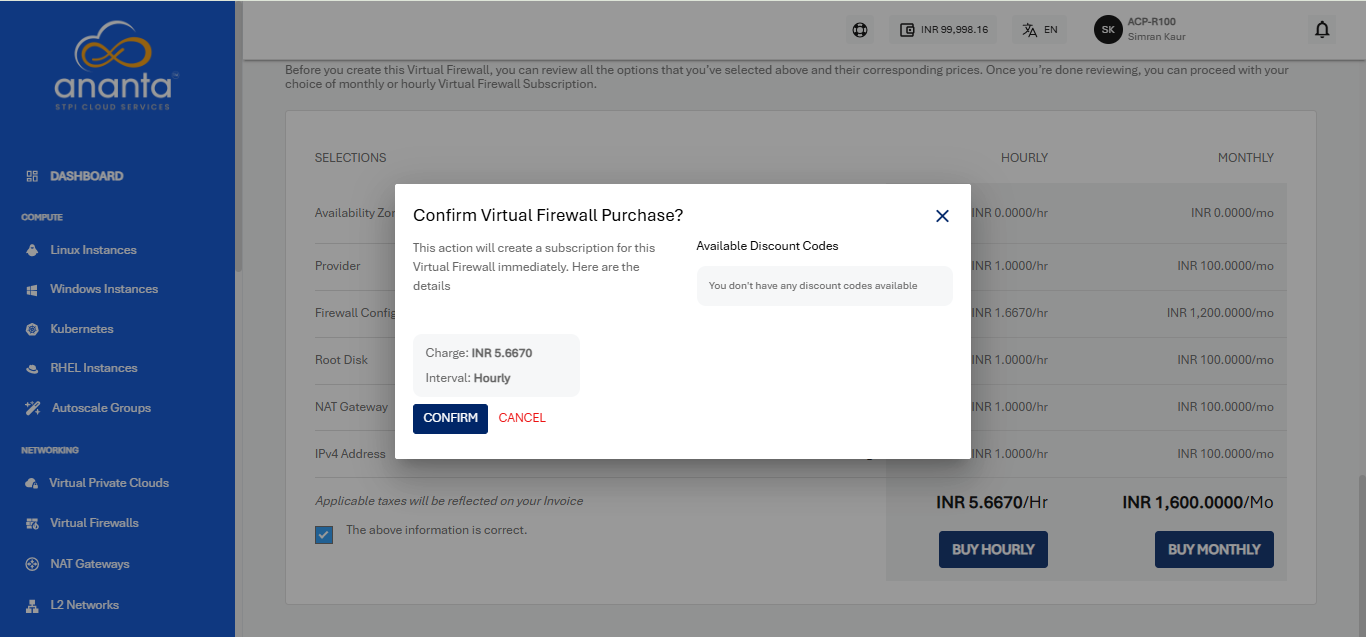 ananta™
STPI CLOUD SERVICES
DASHBOARD
COMPUTE
Linux Instances
Windows Instances
Kubernetes
RHEL Instances
Autoscale Groups
NETWORKING
Virtual Private Clouds
Virtual Firewalls
NAT Gateways
L2 Networks
INR 99,998.16
EN
SK
ACP-R100
Simran Kaur
Before you create this Virtual Firewall, you can review all the options that you've selected above and their corresponding prices. Once you're done reviewing, you can proceed with your
choice of monthly or hourly Virtual Firewall Subscription.
SELECTIONS HOURLY MONTHLY
Availability Zo INR 0.0000/hr INR 0.0000/mo
Provider INR 1.0000/hr INR 100.0000/mo
Firewall Config INR 1.6670/hr INR 1,200.0000/mo
Root Disk INR 1.0000/hr INR 100.0000/mo
NAT Gateway INR 1.0000/hr INR 100.0000/mo
IPv4 Address INR 1.0000/hr INR 100.0000/mo
Applicable taxes will be reflected on your Invoice
INR 5.6670/Hr INR 1,600.0000/Mo
The above information is correct.
BUY HOURLY BUY MONTHLY
Confirm Virtual Firewall Purchase?
This action will create a subscription for this
Virtual Firewall immediately. Here are the
details
Available Discount Codes
You don't have any discount codes available
Charge: INR 5.6670
Interval: Hourly
CONFIRM CANCEL